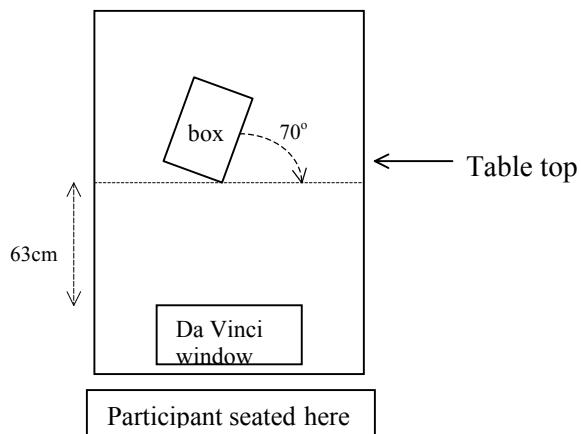 box
70°
Table top
63cm
Da Vinci
window
Participant seated here